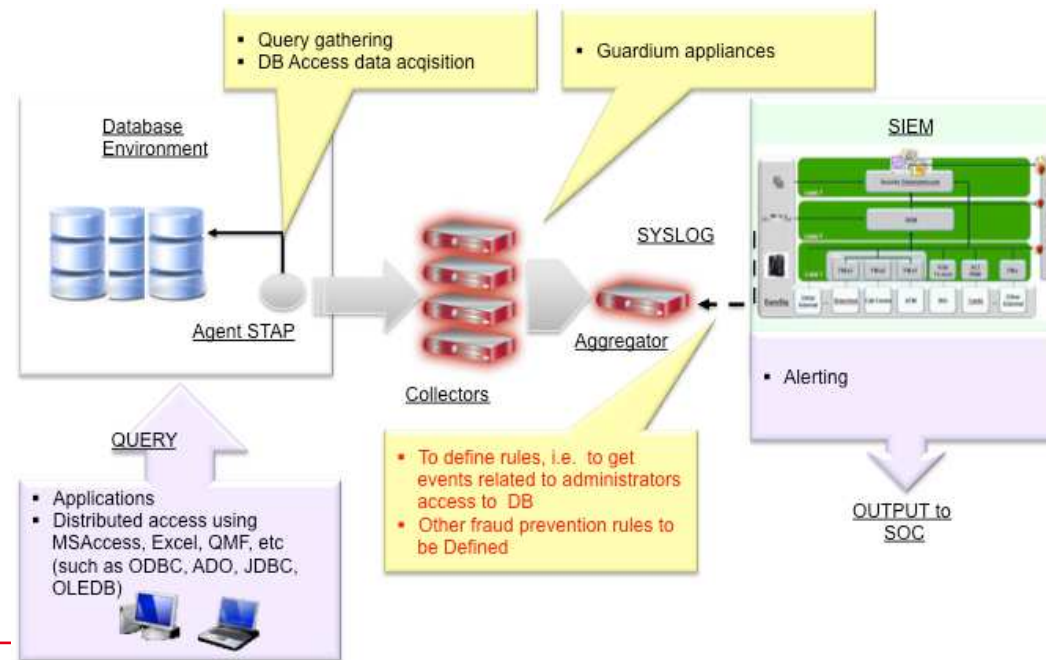 ▪ Query gathering
▪ DB Access data acqisition
▪ Guardium appliances
Database
Environment
SIEM
SYSLOG
Agent STAP
Aggregator
Collectors
▪ Alerting
QUERY
▪ To define rules, i.e. to get
events related to administrators
access to DB
▪ Other fraud prevention rules to
be Defined
▪ Applications
▪ Distributed access using
MSAccess, Excel, QMF, etc
(such as ODBC, ADO, JDBC,
OLEDB)
OUTPUT to
SOC